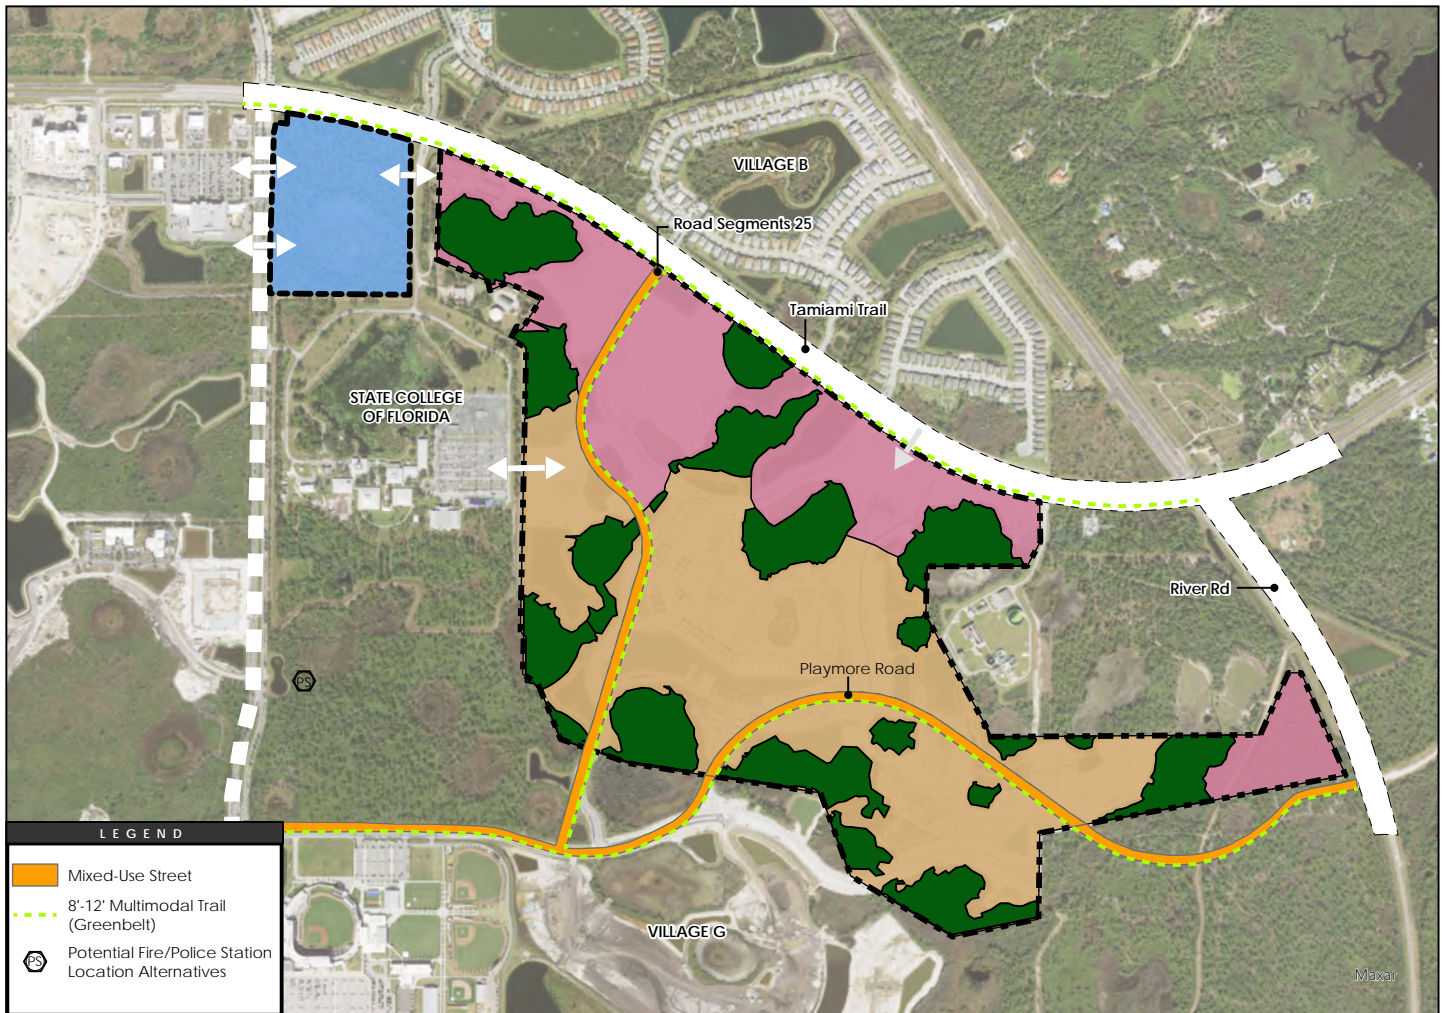 VILLAGE B
Road Segments 25
Tamiami Trail
STATE COLLEGE
OF FLORIDA
River Rd
PS
Playmore Road
LEGEND
Mixed-Use Street
8'-12' Multimodal Trail
(Greenbelt)
PS
Potential Fire/Police Station
Location Alternatives
VILLAGE G
Maxar